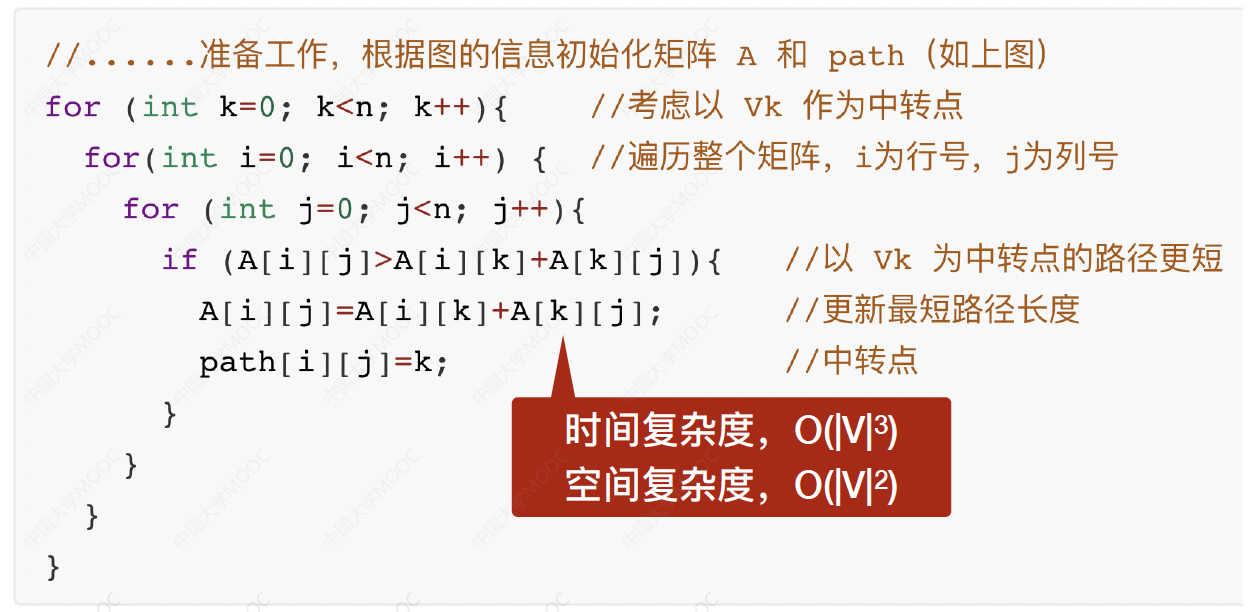 //......准备工作，根据图的信息初始化矩阵 A 和 path（如上图）
for (int k=0; k<n; k++){ //考虑以 Vk 作为中转点
for(int i=0; i<n; i++) { //遍历整个矩阵，i为行号，j为列号
for (int j=0; j<n; j++){
if (A[i][j]>A[i][k]+A[k][j]){ //以 Vk 为中转点的路径更短
A[i][j]=A[i][k]+A[k][j]; //更新最短路径长度
path[i][j]=k; //中转点
}
时间复杂度，O(|V|³)
}
空间复杂度，O(|V|²)
}
}
中国大学MOOC